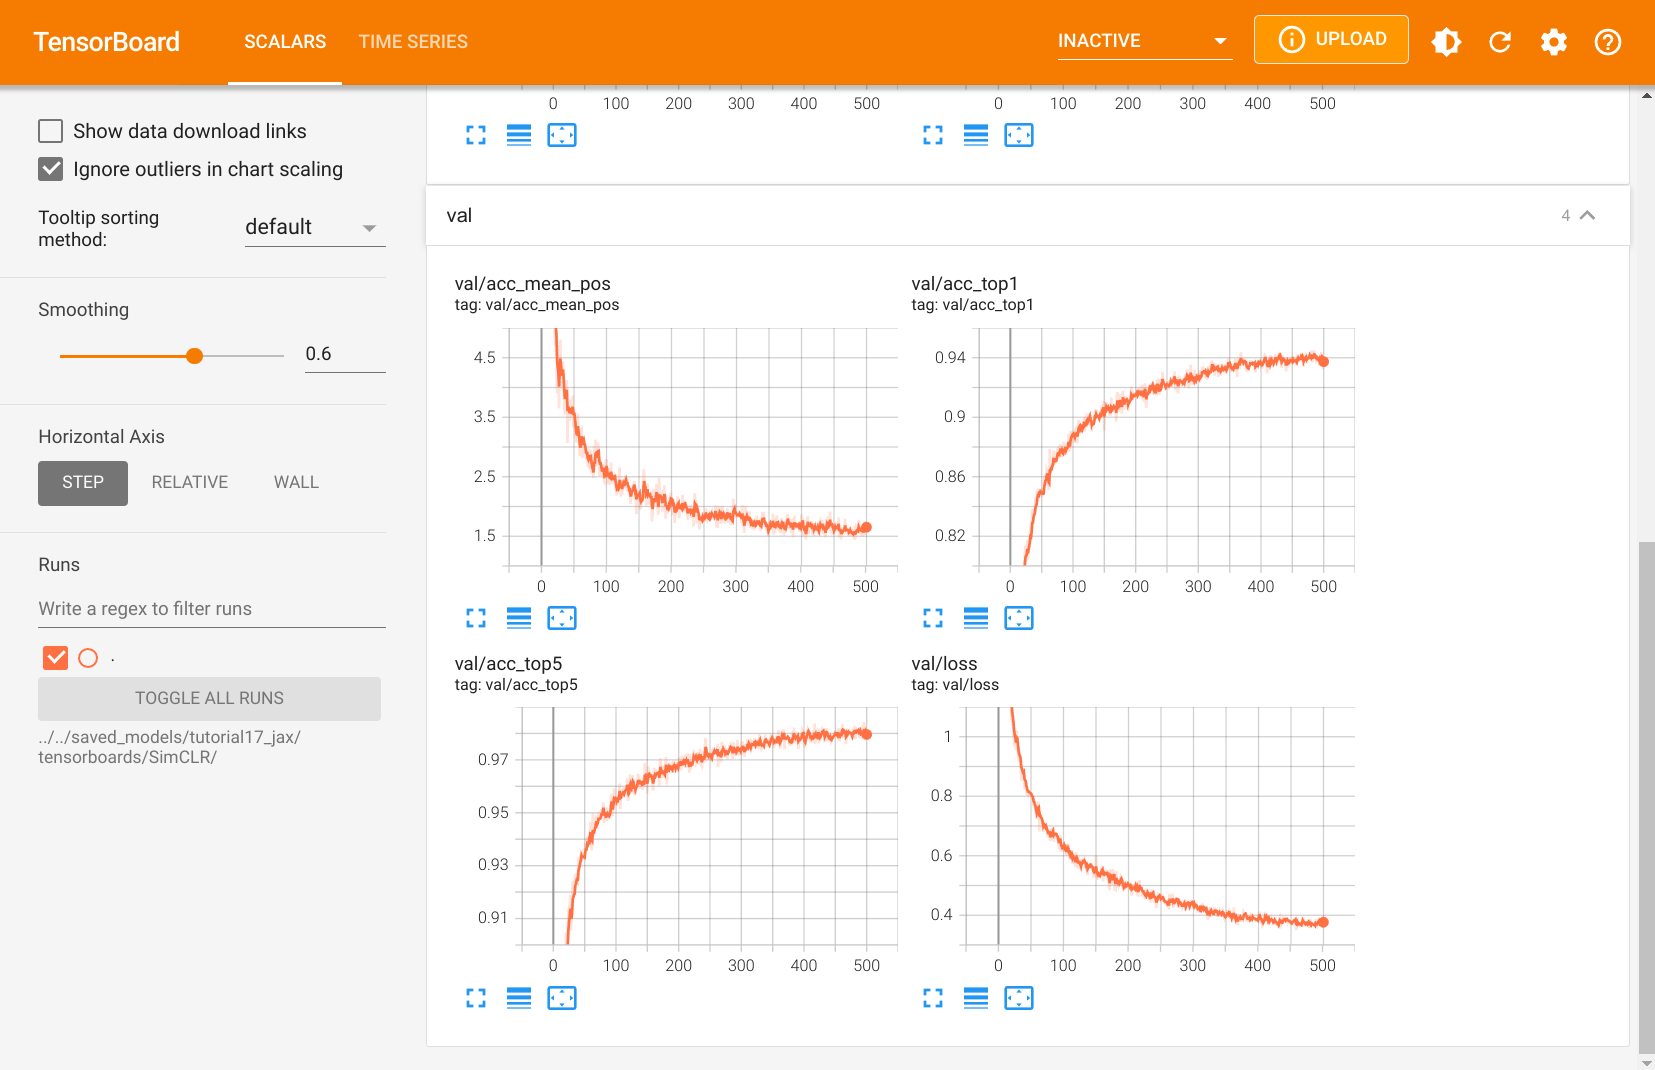 TensorBoard
SCALARS
TIME SERIES
INACTIVE
UPLOAD
Show data download links
Ignore outliers in chart scaling
Tooltip sorting
method:
default
Smoothing
0.6
Horizontal Axis
STEP
RELATIVE
WALL
Runs
Write a regex to filter runs
.
TOGGLE ALL RUNS
../../saved_models/tutorial17_jax/
tensorboards/SimCLR/
0 100 200 300 400 500
0 100 200 300 400 500
val
4
val/acc_mean_pos
tag: val/acc_mean_pos
4.5
3.5
2.5
1.5
0 100 200 300 400 500
val/acc_top1
tag: val/acc_top1
0.94
0.9
0.86
0.82
0 100 200 300 400 500
val/acc_top5
tag: val/acc_top5
0.97
0.95
0.93
0.91
0 100 200 300 400 500
val/loss
tag: val/loss
1
0.8
0.6
0.4
0 100 200 300 400 500